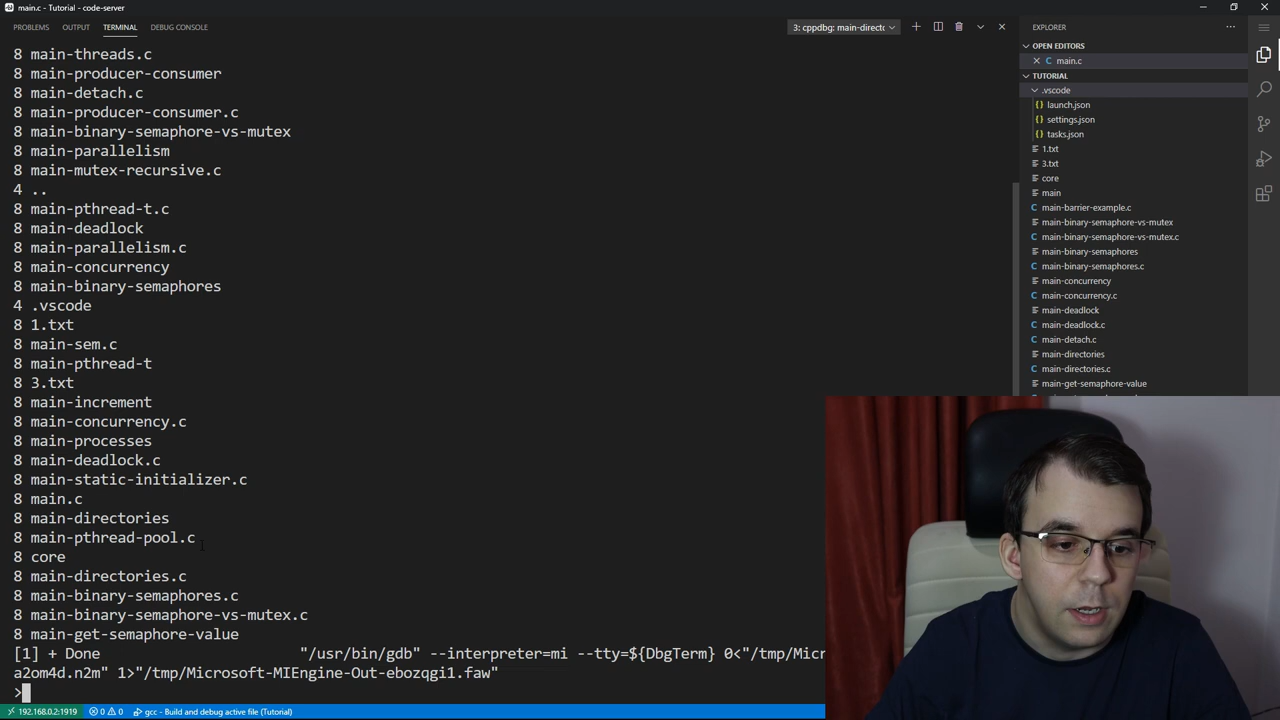 main.c - Tutorial - code-server
PROBLEMS OUTPUT TERMINAL DEBUG CONSOLE
3: cppdbg: main-directo
8 main-threads.c
8 main-producer-consumer
8 main-detach.c
8 main-producer-consumer.c
8 main-binary-semaphore-vs-mutex
8 main-parallelism
8 main-mutex-recursive.c
4 ..
8 main-pthread-t.c
8 main-deadlock
8 main-parallelism.c
8 main-concurrency
8 main-binary-semaphores
4 .vscode
8 1.txt
8 main-sem.c
8 main-pthread-t
8 3.txt
8 main-increment
8 main-concurrency.c
8 main-processes
8 main-deadlock.c
8 main-static-initializer.c
8 main.c
8 main-directories
8 main-pthread-pool.c
8 core
8 main-directories.c
8 main-binary-semaphores.c
8 main-binary-semaphore-vs-mutex.c
8 main-get-semaphore-value
[1] + Done "/usr/bin/gdb" --interpreter=mi --tty=${DbgTerm} 0<"/tmp/Micr
a2om4d.n2m" 1>"/tmp/Microsoft-MIEngine-Out-ebozqgi1.faw"
>
EXPLORER
OPEN EDITORS
C main.c
TUTORIAL
.vscode
{} launch.json
{} settings.json
{} tasks.json
1.txt
3.txt
core
main
C main-barrier-example.c
main-binary-semaphore-vs-mutex
C main-binary-semaphore-vs-mutex.c
main-binary-semaphores
C main-binary-semaphores.c
main-concurrency
C main-concurrency.c
main-deadlock
C main-deadlock.c
C main-detach.c
main-directories
C main-directories.c
main-get-semaphore-value
192.168.0.2:1919 0 0 gcc - Build and debug active file (Tutorial)